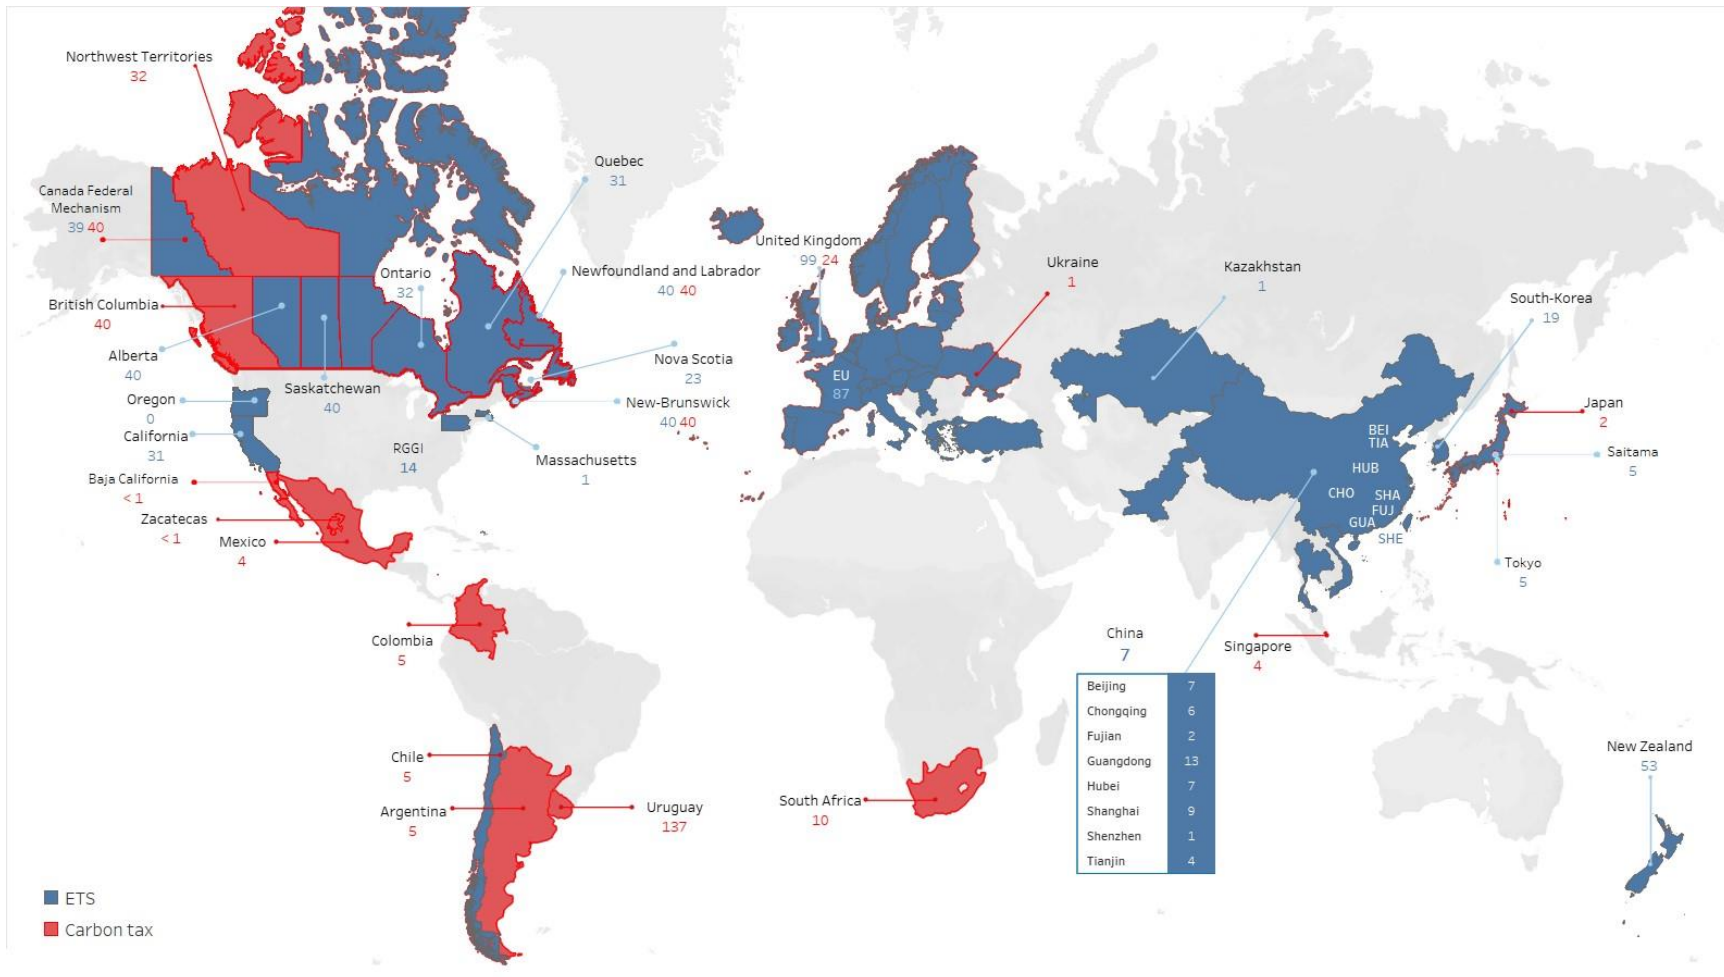 Northwest Territories
32
Canada Federal
Mechanism
39 40
British Columbia
40
Alberta
40
Oregon
0
California
31
Baja California
< 1
Zacatecas
< 1
Mexico
4
Saskatchewan
40
Ontario
32
Quebec
31
Newfoundland and Labrador
40 40
Nova Scotia
23
New-Brunswick
40 40
RGGI
14
Massachusetts
1
Colombia
5
Chile
5
Argentina
5
Uruguay
137
United Kingdom
99 24
EU
87
Ukraine
1
Kazakhstan
1
South-Korea
19
Japan
2
Saitama
5
Tokyo
5
BEI
TIA
HUB
CHO
SHA
FUJ
GUA
SHE
Singapore
4
South Africa
10
China
7
Beijing 7
Chongqing 6
Fujian 2
Guangdong 13
Hubei 7
Shanghai 9
Shenzhen 1
Tianjin 4
New Zealand
53
ETS
Carbon tax